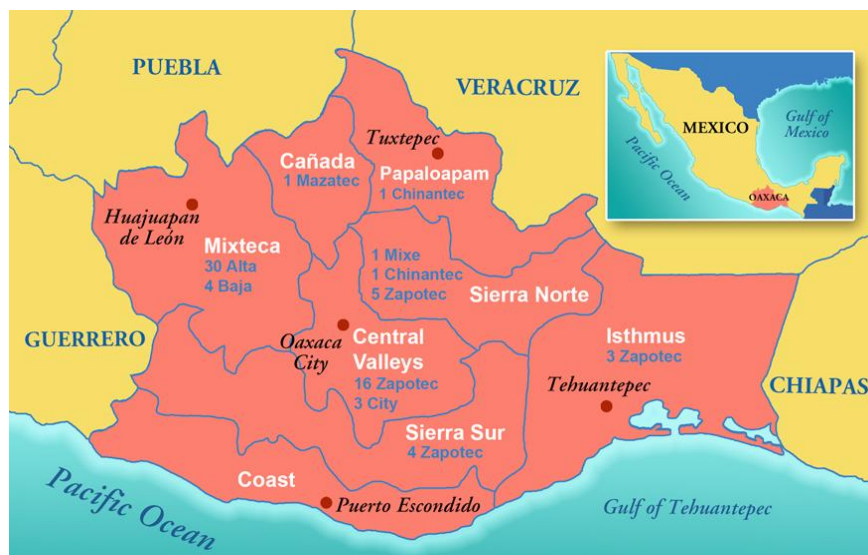 PUEBLA
VERACRUZ
MEXICO
Gulf of
Mexico
Pacific Ocean
OAXACA
Tuxtepec
Cañada
1 Mazatec
Papaloapam
1 Chinantec
Huajuapan
de León
Mixteca
30 Alta
4 Baja
1 Mixe
1 Chinantec
5 Zapotec
Sierra Norte
GUERRERO
Oaxaca
City
Central
Valleys
16 Zapotec
3 City
Isthmus
3 Zapotec
Tehuantepec
CHIAPAS
Sierra Sur
4 Zapotec
Coast
Puerto Escondido
Pacific Ocean
Gulf of Tehuantepec